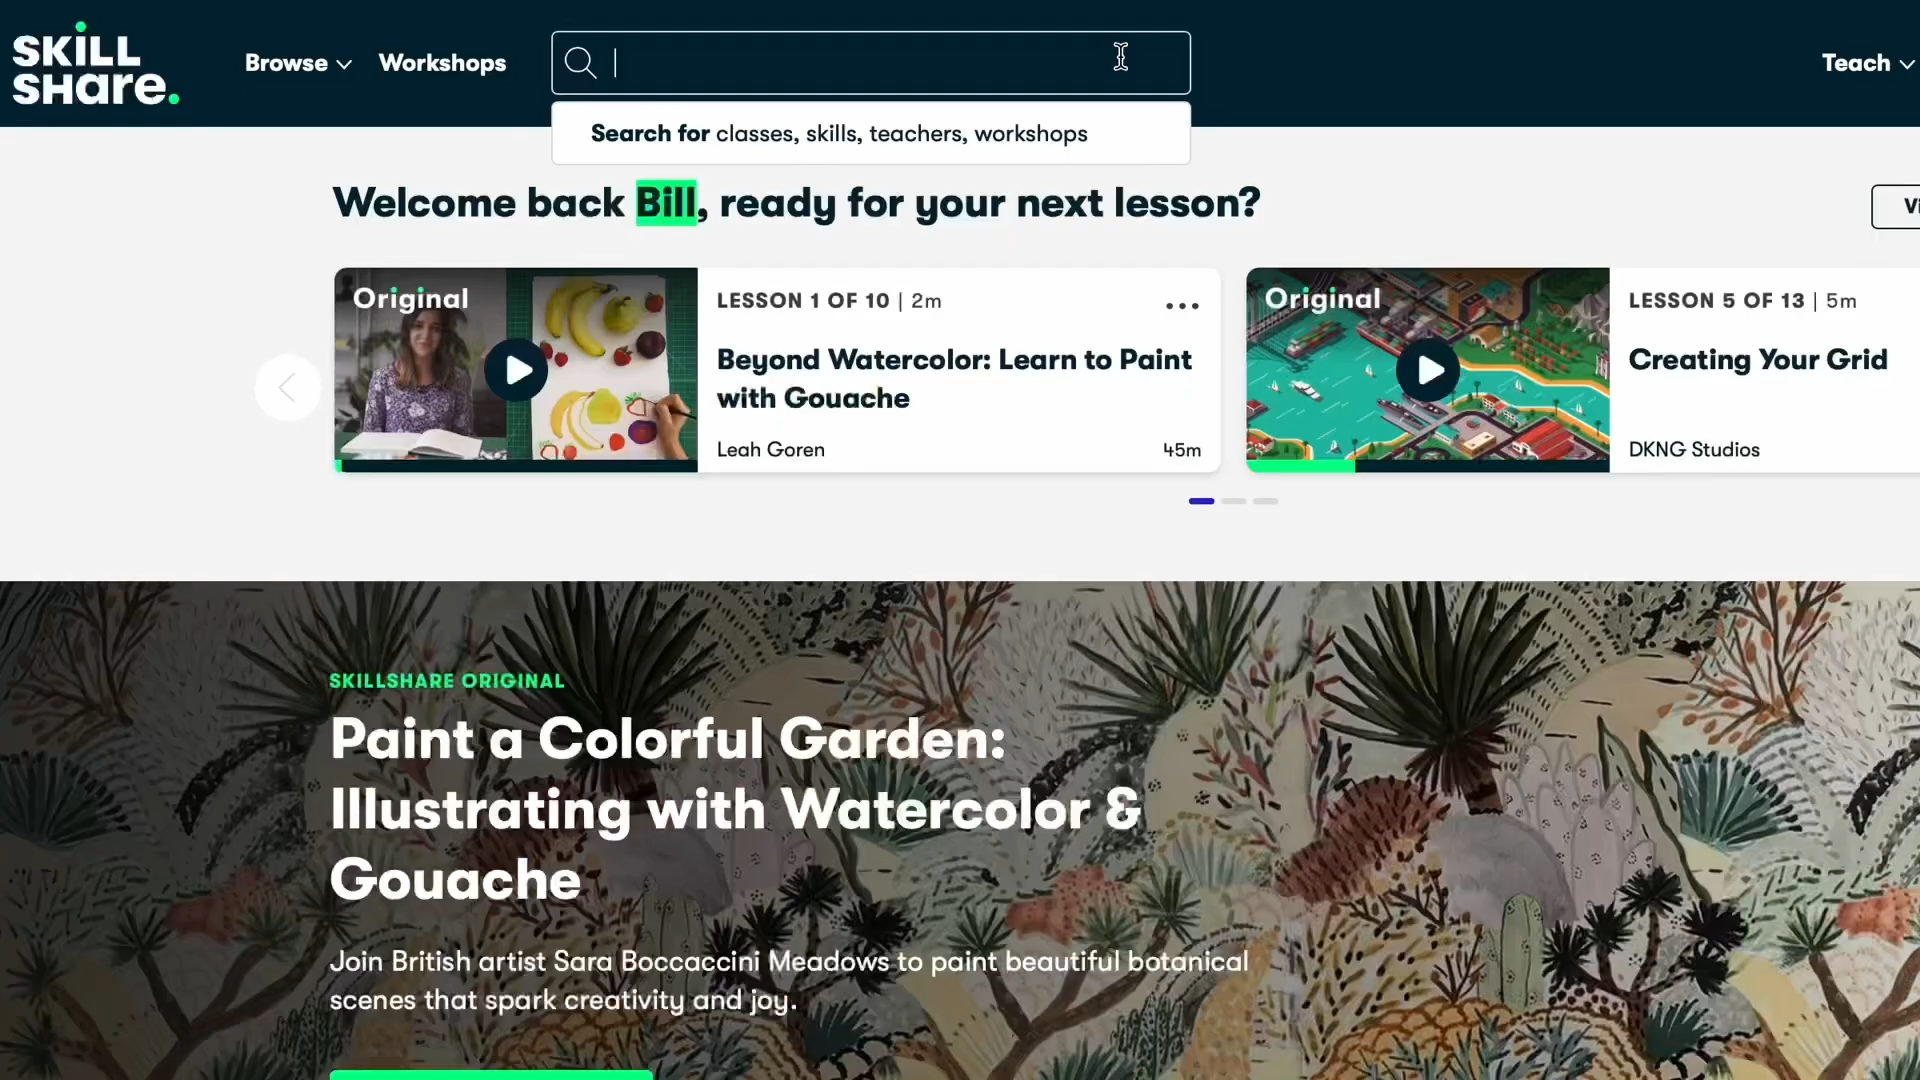 SKILL
SHARE.
Browse
Workshops
Teach
Search for classes, skills, teachers, workshops
Welcome back Bill, ready for your next lesson?
Original
LESSON 1 OF 10 | 2m
Beyond Watercolor: Learn to Paint
with Gouache
Leah Goren
45m
Original
LESSON 5 OF 13 | 5m
Creating Your Grid
DKNG Studios
SKILLSHARE ORIGINAL
Paint a Colorful Garden:
Illustrating with Watercolor &
Gouache
Join British artist Sara Boccaccini Meadows to paint beautiful botanical
scenes that spark creativity and joy.